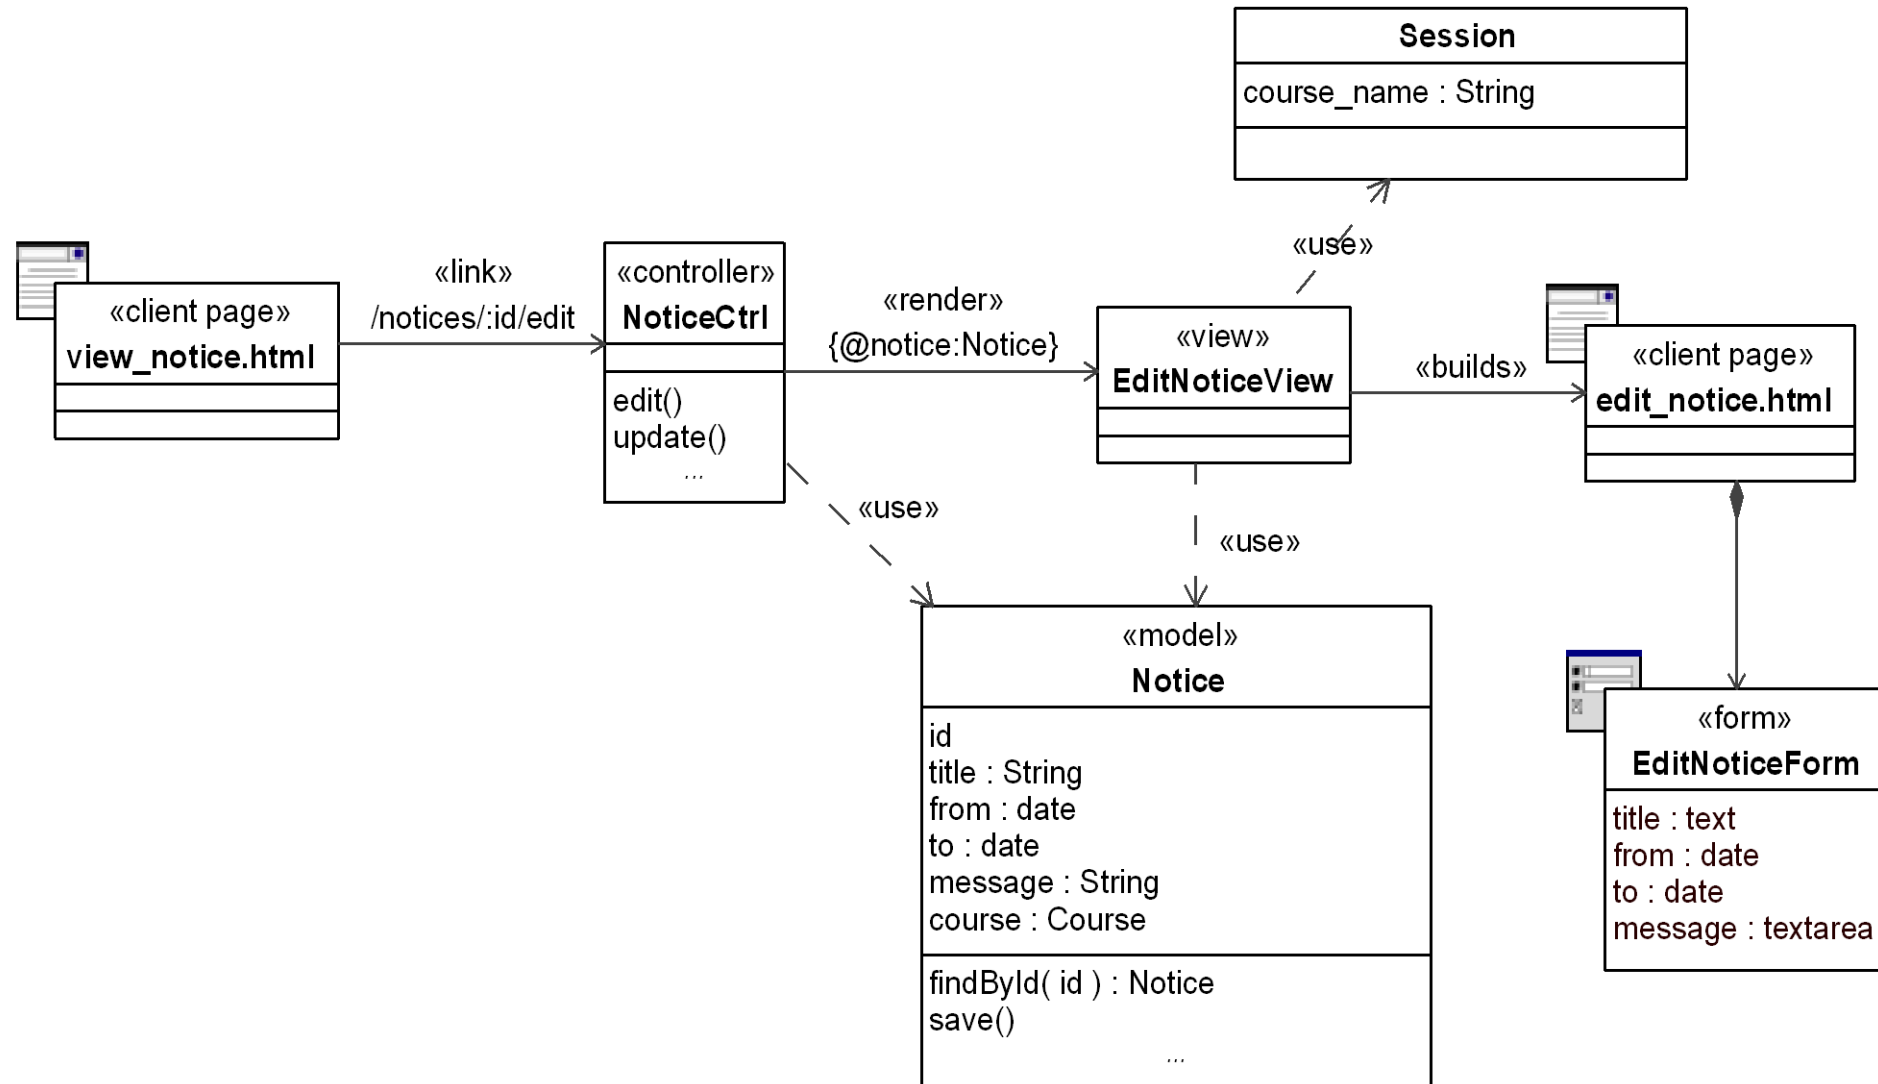 Session
course_name : String
«use»
«client page»
view_notice.html
«link»
/notices/:id/edit
«controller»
NoticeCtrl
edit()
update()
...
«render»
{@notice:Notice}
«view»
EditNoticeView
«builds»
«client page»
edit_notice.html
«use»
«use»
«model»
Notice
id
title : String
from : date
to : date
message : String
course : Course
findById( id ) : Notice
save()
...
«form»
EditNoticeForm
title : text
from : date
to : date
message : textarea